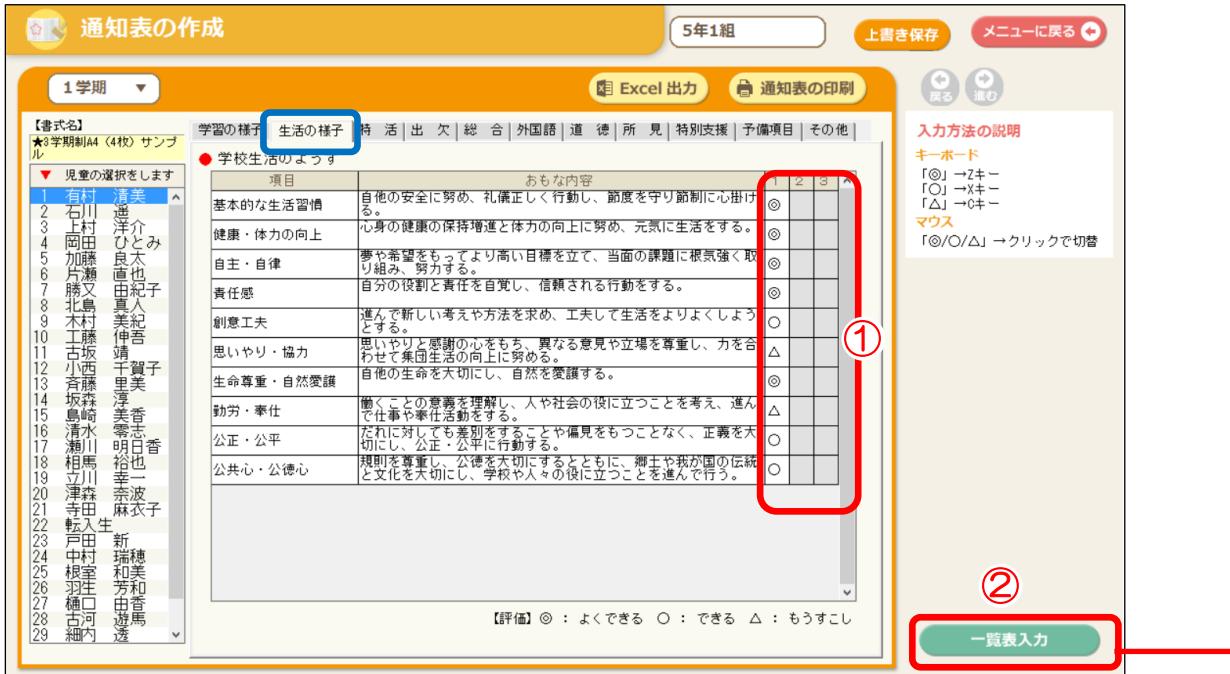 通知表の作成
5年1組
上書き保存
メニューに戻る
1学期 ▼
Excel 出力
通知表の印刷
戻る
進む
【書式名】
★3学期制A4（4枚）サンプ
ル
▼ 児童の選択をします
1 有村 清美
2 石川 遥
3 上村 洋介
4 岡田 ひとみ
5 加藤 良太
6 片瀬 直也
7 勝又 由紀子
8 北島 真人
9 木村 美紀
10 工藤 伸吾
11 古坂 靖
12 小西 千賀子
13 斉藤 里美
14 坂森 淳
15 島崎 美香
16 清水 零志
17 瀬川 明日香
18 相馬 裕也
19 立川 幸一
20 津森 奈波
21 寺田 麻衣子
22 転入生
23 戸田 新
24 中村 瑞穂
25 根室 和美
26 羽生 芳和
27 樋口 由香
28 古河 遊馬
29 細内 透
学習の様子 生活の様子 特 活 出 欠 総 合 外国語 道 徳 所 見 特別支援 予備項目 その他
● 学校生活のようす
項目 おもな内容 1 2 3
基本的な生活習慣 自他の安全に努め、礼儀正しく行動し、節度を守り節制に心掛け
る。 ◎
健康・体力の向上 心身の健康の保持増進と体力の向上に努め、元気に生活をする。 ◎
自主・自律 夢や希望をもってより高い目標を立て、当面の課題に根気強く取
り組み、努力する。 ◎
責任感 自分の役割と責任を自覚し、信頼される行動をする。 ◎
創意工夫 進んで新しい考えや方法を求め、工夫して生活をよりよくしよう
とする。 ○
思いやり・協力 思いやりと感謝の心をもち、異なる意見や立場を尊重し、力を合
わせて集団生活の向上に努める。 △
生命尊重・自然愛護 自他の生命を大切にし、自然を愛護する。 ◎
勤労・奉仕 働くことの意義を理解し、人や社会の役に立つことを考え、進ん
で仕事や奉仕活動をする。 △
公正・公平 だれに対しても差別をすることや偏見をもつことなく、正義を大
切にし、公正・公平に行動する。 ○
公共心・公徳心 規則を尊重し、公徳を大切にするとともに、郷土や我が国の伝統
と文化を大切にし、学校や人々の役に立つことを進んで行う。 ○
①
【評価】◎ ： よくできる ○ ： できる △ ： もうすこし
入力方法の説明
キーボード
「◎」→Zキー
「○」→Xキー
「△」→Cキー
マウス
「◎/○/△」→クリックで切替
②
一覧表入力